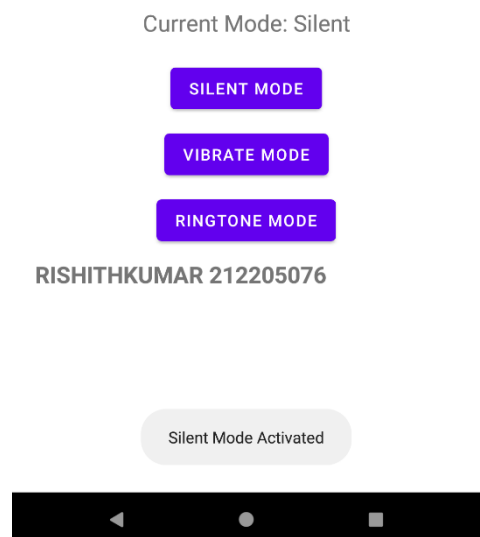 Current Mode: Silent
SILENT MODE
VIBRATE MODE
RINGTONE MODE
RISHITHKUMAR 212205076
Silent Mode Activated